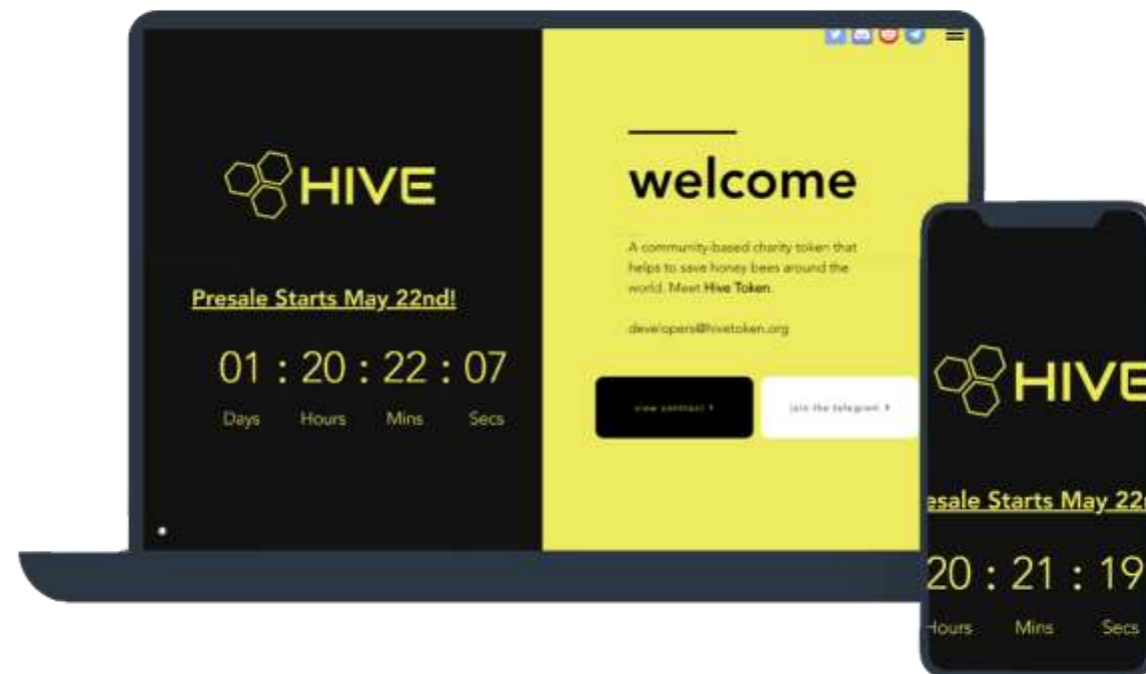 HIVE
Presale Starts May 22nd!
01 : 20 : 22 : 07
Days Hours Mins Secs
welcome
A community-based charity token that
helps to save honey bees around the
world. Meet Hive Token.
developers@hivetoken.org
view contract
join the telegram
HIVE
esale Starts May 22
20 : 21 : 19
Hours Mins Secs